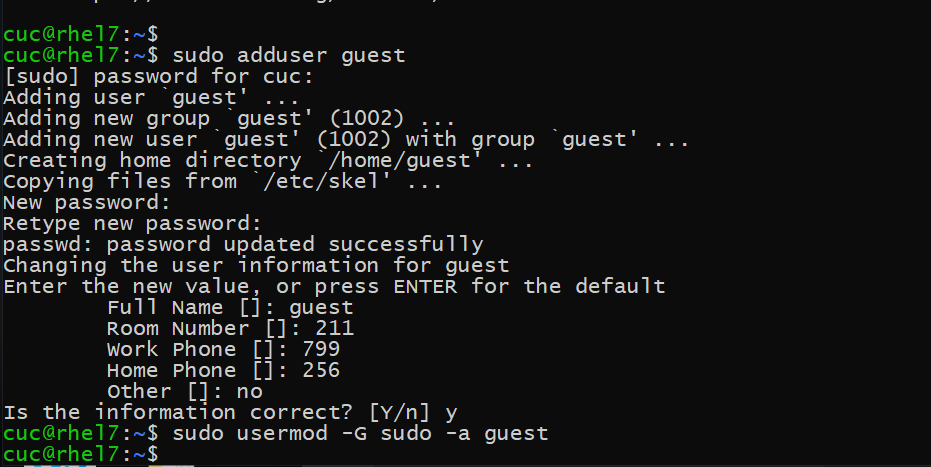 cuc@rhel7:~$
cuc@rhel7:~$ sudo adduser guest
[sudo] password for cuc:
Adding user `guest' ...
Adding new group `guest' (1002) ...
Adding new user `guest' (1002) with group `guest' ...
Creating home directory `/home/guest' ...
Copying files from `/etc/skel' ...
New password:
Retype new password:
passwd: password updated successfully
Changing the user information for guest
Enter the new value, or press ENTER for the default
        Full Name []: guest
        Room Number []: 211
        Work Phone []: 799
        Home Phone []: 256
        Other []: no
Is the information correct? [Y/n] y
cuc@rhel7:~$ sudo usermod -G sudo -a guest
cuc@rhel7:~$